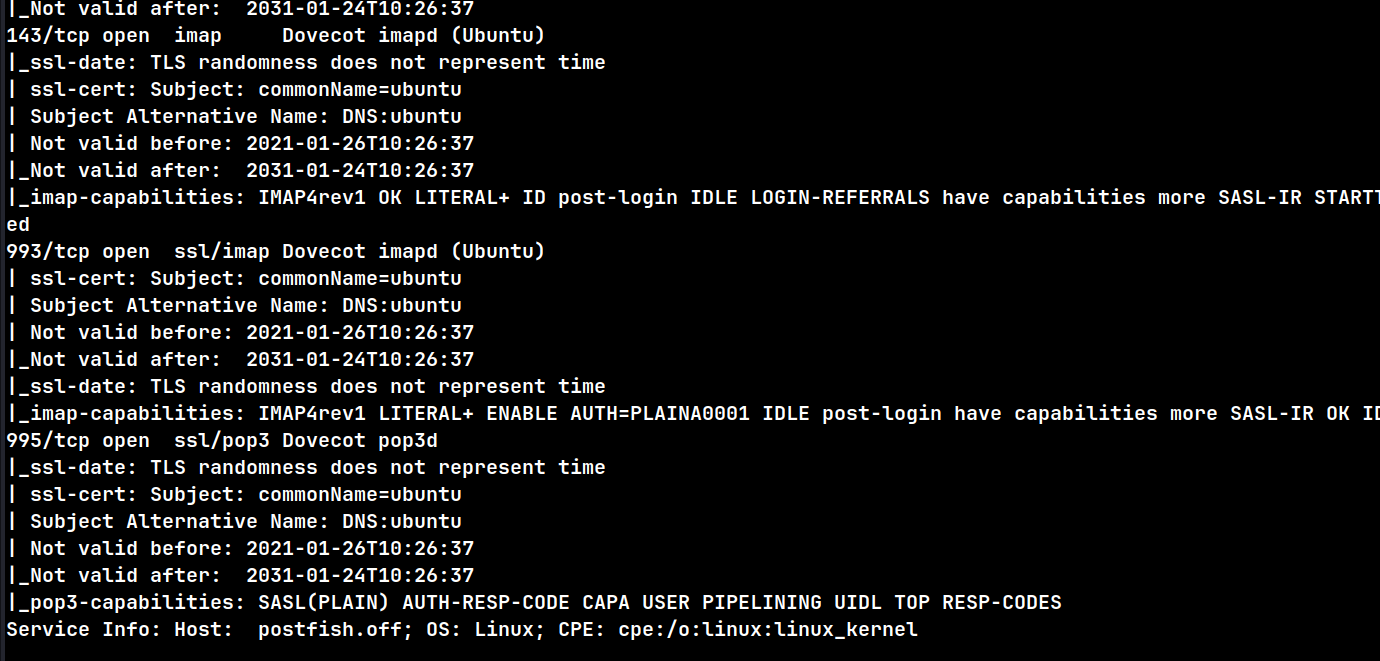 |_Not valid after:  2031-01-24T10:26:37
143/tcp open  imap     Dovecot imapd (Ubuntu)
|_ssl-date: TLS randomness does not represent time
| ssl-cert: Subject: commonName=ubuntu
| Subject Alternative Name: DNS:ubuntu
| Not valid before: 2021-01-26T10:26:37
|_Not valid after:  2031-01-24T10:26:37
|_imap-capabilities: IMAP4rev1 OK LITERAL+ ID post-login IDLE LOGIN-REFERRALS have capabilities more SASL-IR STARTT
ed
993/tcp open  ssl/imap Dovecot imapd (Ubuntu)
| ssl-cert: Subject: commonName=ubuntu
| Subject Alternative Name: DNS:ubuntu
| Not valid before: 2021-01-26T10:26:37
|_Not valid after:  2031-01-24T10:26:37
|_ssl-date: TLS randomness does not represent time
|_imap-capabilities: IMAP4rev1 LITERAL+ ENABLE AUTH=PLAINA0001 IDLE post-login have capabilities more SASL-IR OK ID
995/tcp open  ssl/pop3 Dovecot pop3d
|_ssl-date: TLS randomness does not represent time
| ssl-cert: Subject: commonName=ubuntu
| Subject Alternative Name: DNS:ubuntu
| Not valid before: 2021-01-26T10:26:37
|_Not valid after:  2031-01-24T10:26:37
|_pop3-capabilities: SASL(PLAIN) AUTH-RESP-CODE CAPA USER PIPELINING UIDL TOP RESP-CODES
Service Info: Host:  postfish.off; OS: Linux; CPE: cpe:/o:linux:linux_kernel